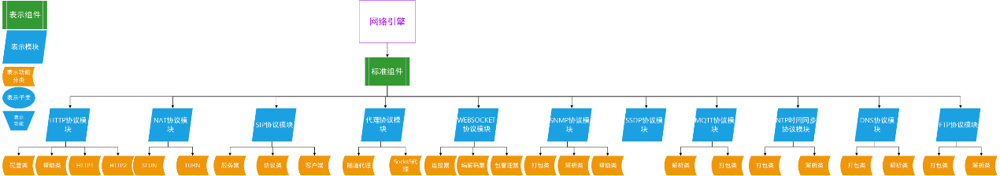 表示组件
表示模块
表示功能
分类
表示子类
表示
功能
网络引擎
标准组件
HTTP协议模
块
NAT协议模
块
SIP协议模块
代理协议模
块
WEBSOCKET
协议模块
SNMP协议模
块
SSDP协议模
块
MQTT协议模
块
NTP时间同步
协议模块
DNS协议模
块
FTP协议模块
配置类
帮助类
HTTP1
HTTP2
STUN
TURN
服务器
协议类
客户端
隧道代理
Socks5代
理
连接器
编解码器
包管理器
打包类
解析类
帮助类
解析类
打包类
打包类
解析类
打包类
解析类
打包类
解析类